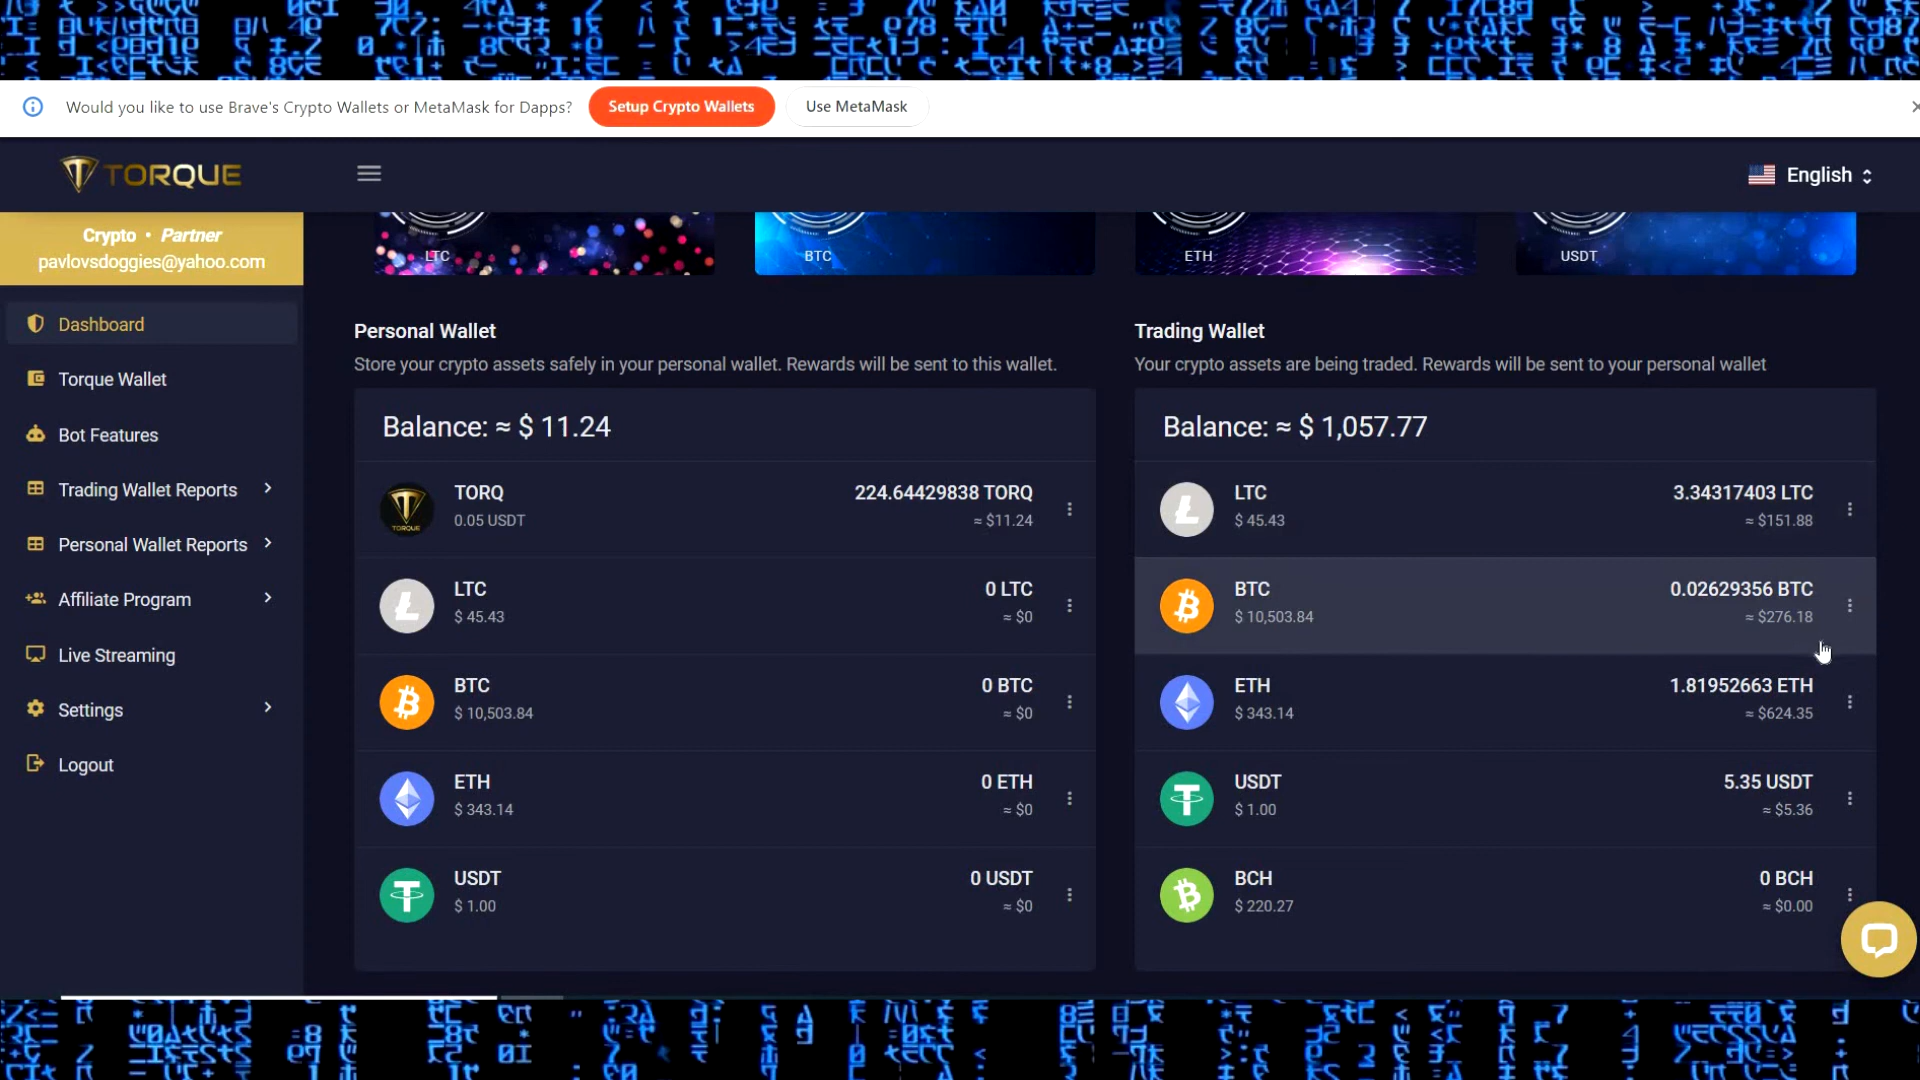 Would you like to use Brave's Crypto Wallets or MetaMask for Dapps? Setup Crypto Wallets Use MetaMask
TORQUE
English
Crypto • Partner
pavlovsdoggies@yahoo.com
Dashboard
Torque Wallet
Bot Features
Trading Wallet Reports
Personal Wallet Reports
Affiliate Program
Live Streaming
Settings
Logout
LTC
BTC
ETH
USDT
Personal Wallet
Store your crypto assets safely in your personal wallet. Rewards will be sent to this wallet.
Balance: ≈ $ 11.24
TORQUE
TORQ 224.64429838 TORQ
0.05 USDT ≈ $11.24
LTC 0 LTC
$ 45.43 ≈ $0
BTC 0 BTC
$ 10,503.84 ≈ $0
ETH 0 ETH
$ 343.14 ≈ $0
USDT 0 USDT
$ 1.00 ≈ $0
Trading Wallet
Your crypto assets are being traded. Rewards will be sent to your personal wallet
Balance: ≈ $ 1,057.77
LTC 3.34317403 LTC
$ 45.43 ≈ $151.88
BTC 0.02629356 BTC
$ 10,503.84 ≈ $276.18
ETH 1.81952663 ETH
$ 343.14 ≈ $624.35
USDT 5.35 USDT
$ 1.00 ≈ $5.36
BCH 0 BCH
$ 220.27 ≈ $0.00